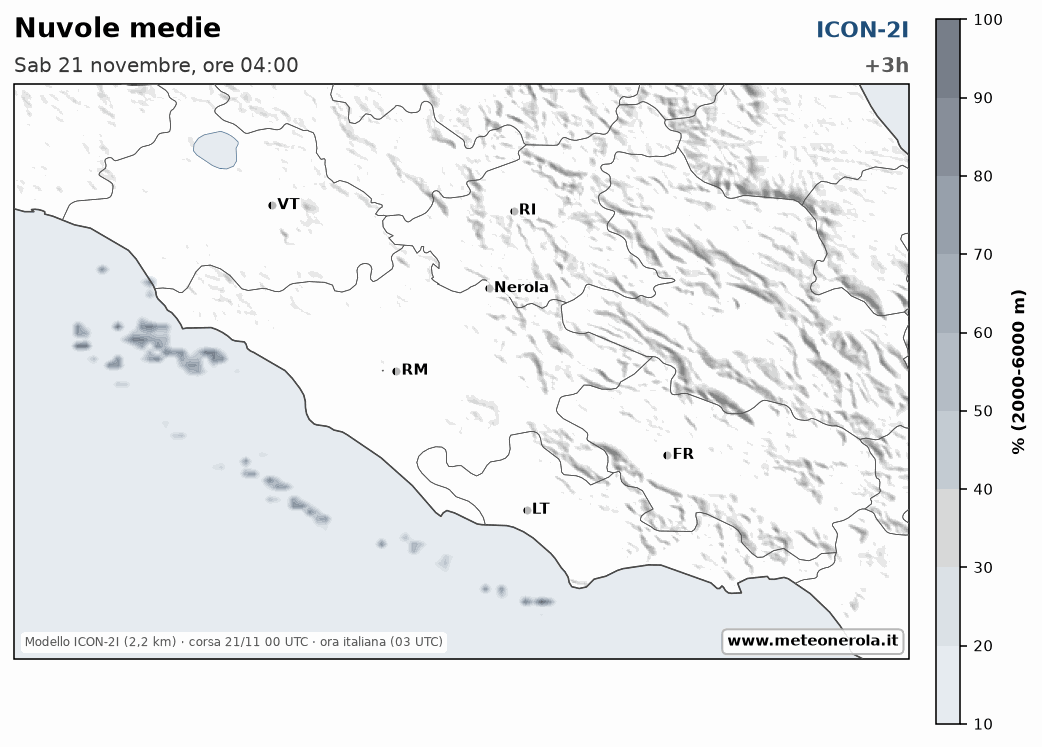 Nuvole medie
ICON-2I
Sab 21 novembre, ore 04:00
+3h
VT
RI
Nerola
RM
FR
LT
Modello ICON-2I (2,2 km) · corsa 21/11 00 UTC · ora italiana (03 UTC)
www.meteonerola.it
100
90
80
70
60
50
40
30
20
10
% (2000-6000 m)